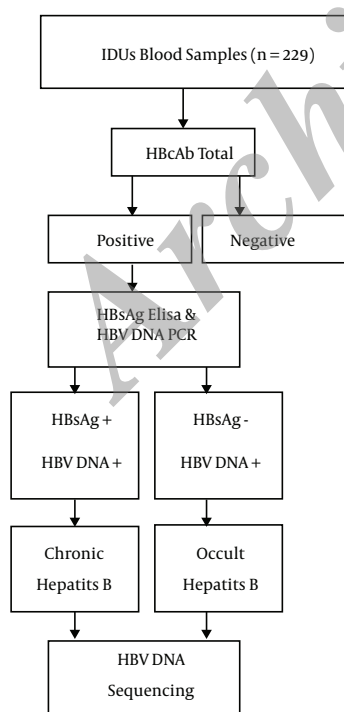 IDUs Blood Samples (n = 229)
HBcAb Total
Positive
Negative
HBsAg Elisa &
HBV DNA PCR
HBsAg +
HBV DNA +
HBsAg -
HBV DNA +
Chronic
Hepatits B
Occult
Hepatits B
HBV DNA
Sequencing
Archi